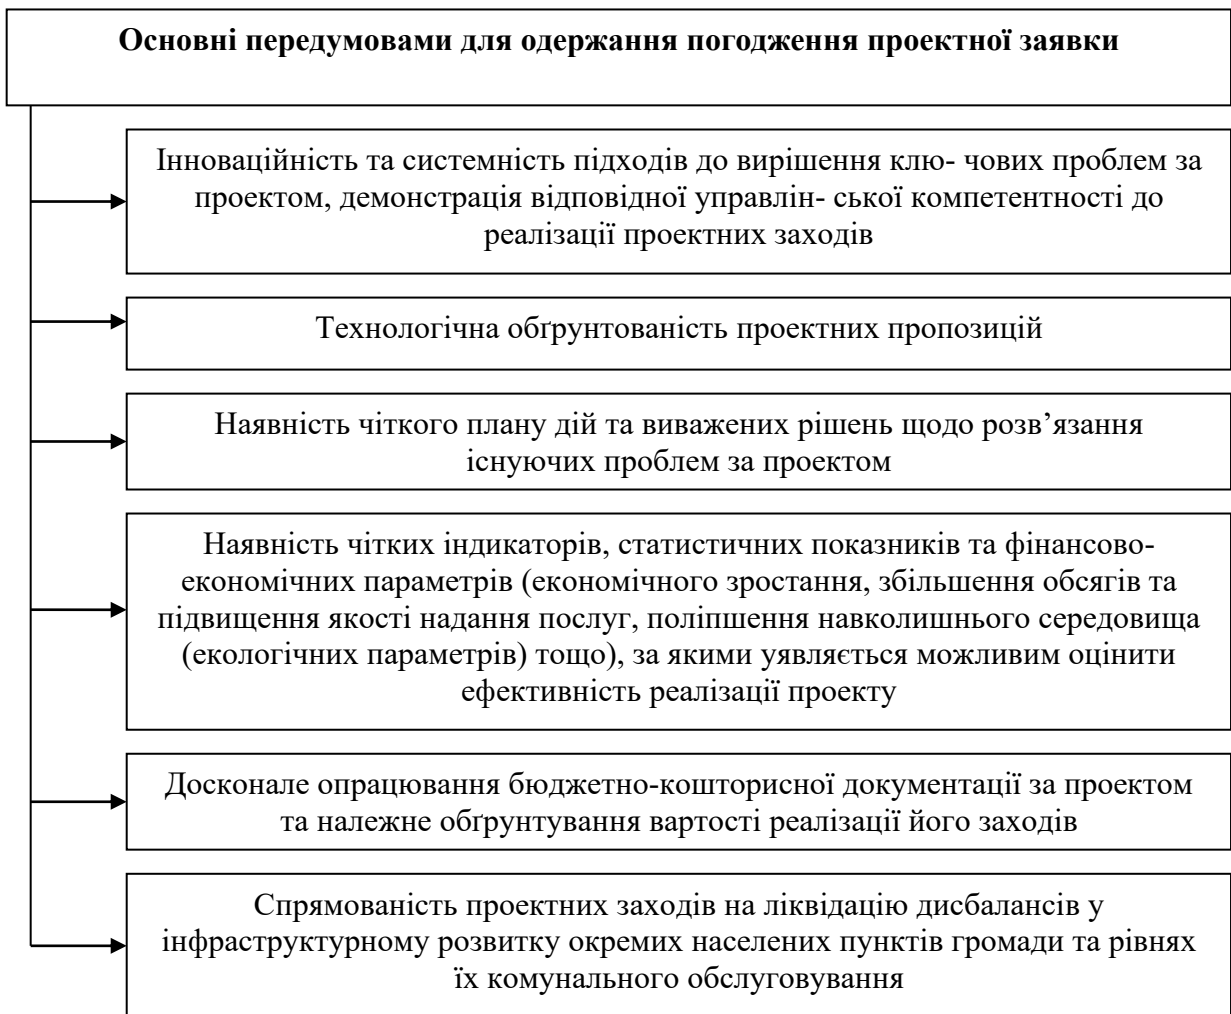 Основні передумовами для одержання погодження проектної заявки
Інноваційність та системність підходів до вирішення клю- чових проблем за
проектом, демонстрація відповідної управлін- ської компетентності до
реалізації проектних заходів
Технологічна обґрунтованість проектних пропозицій
Наявність чіткого плану дій та виважених рішень щодо розв’язання
існуючих проблем за проектом
Наявність чітких індикаторів, статистичних показників та фінансово-
економічних параметрів (економічного зростання, збільшення обсягів та
підвищення якості надання послуг, поліпшення навколишнього середовища
(екологічних параметрів) тощо), за якими уявляється можливим оцінити
ефективність реалізації проекту
Досконале опрацювання бюджетно-кошторисної документації за проектом
та належне обґрунтування вартості реалізації його заходів
Спрямованість проектних заходів на ліквідацію дисбалансів у
інфраструктурному розвитку окремих населених пунктів громади та рівнях
їх комунального обслуговування